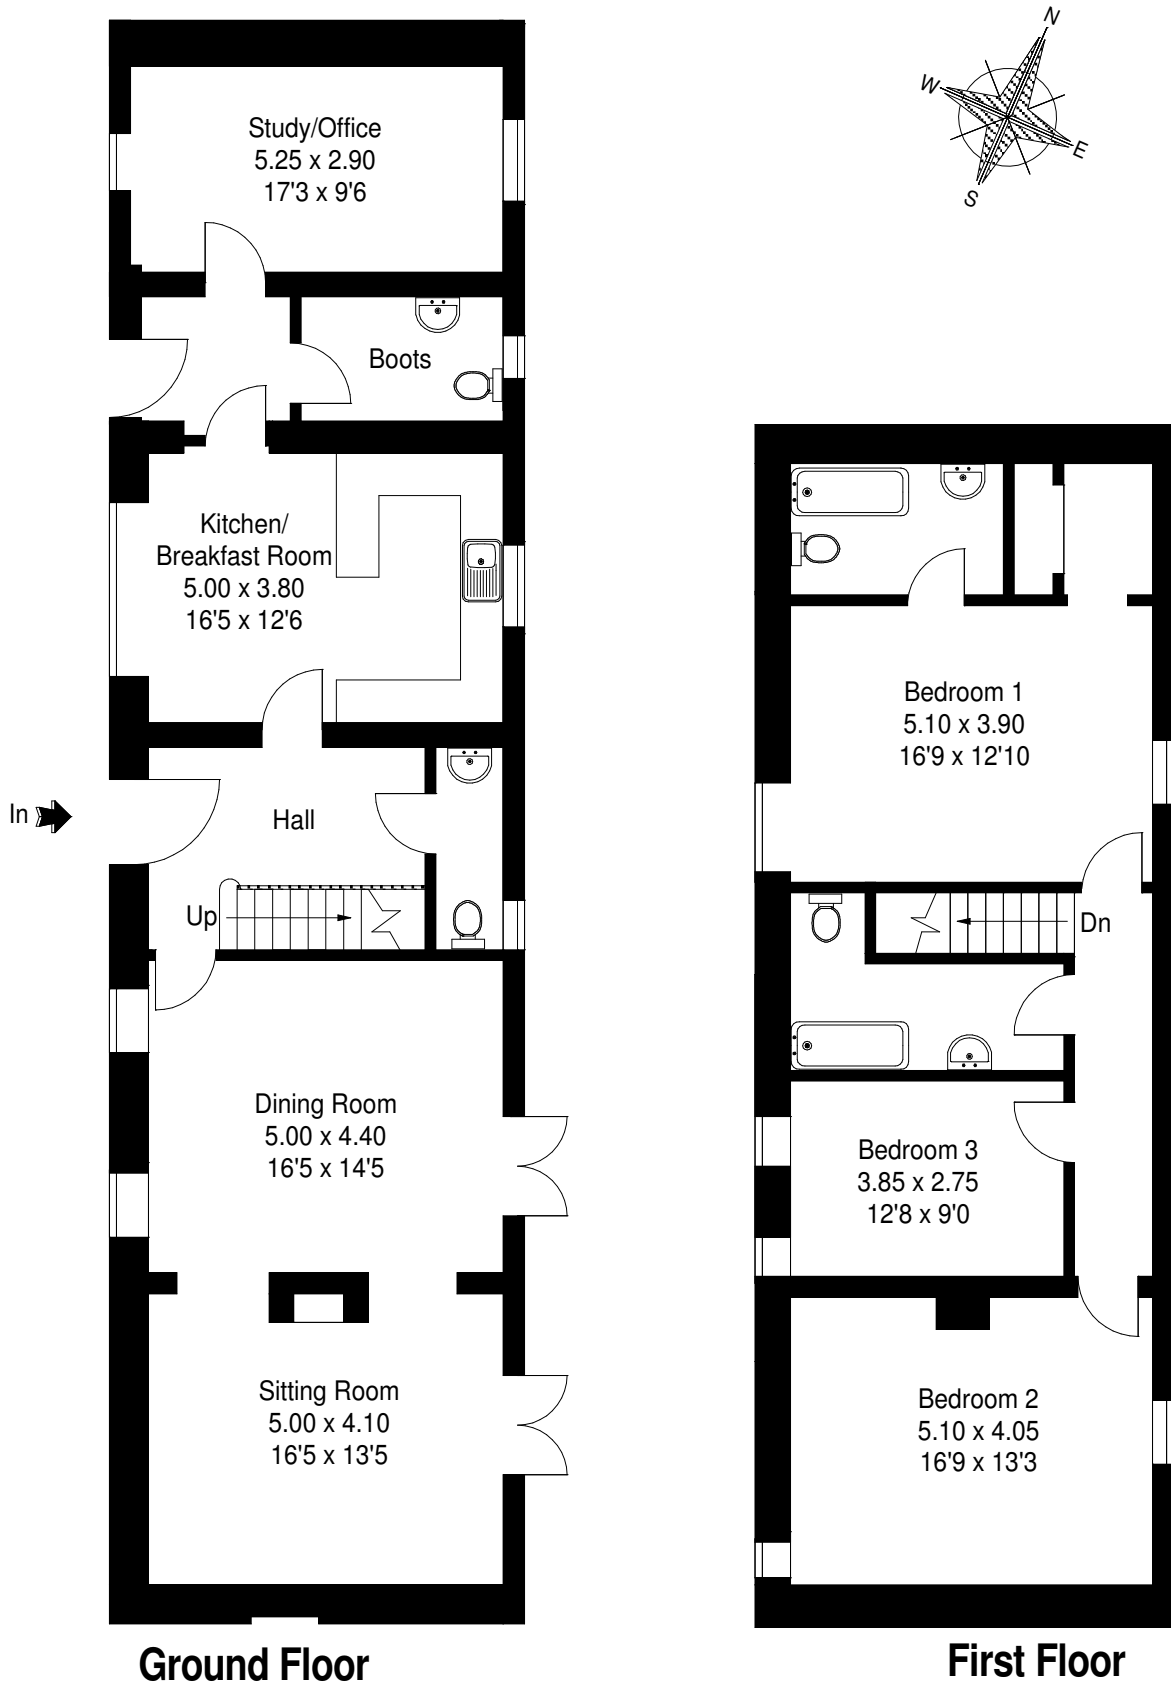 N
W
E
S
Study/Office
5.25 x 2.90
17'3 x 9'6
Boots
Kitchen/
Breakfast Room
5.00 x 3.80
16'5 x 12'6
In
Hall
Up
Dining Room
5.00 x 4.40
16'5 x 14'5
Sitting Room
5.00 x 4.10
16'5 x 13'5
Ground Floor
Bedroom 1
5.10 x 3.90
16'9 x 12'10
Dn
Bedroom 3
3.85 x 2.75
12'8 x 9'0
Bedroom 2
5.10 x 4.05
16'9 x 13'3
First Floor